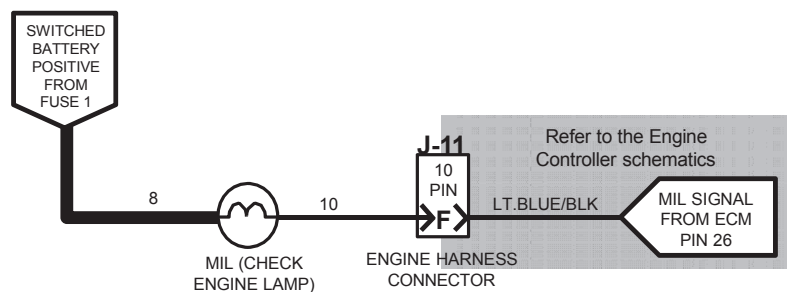 SWITCHED
BATTERY
POSITIVE
FROM
FUSE 1
8
MIL (CHECK
ENGINE LAMP)
10
J-11
10
PIN
F
ENGINE HARNESS
CONNECTOR
Refer to the Engine
Controller schematics
LT.BLUE/BLK
MIL SIGNAL
FROM ECM
PIN 26